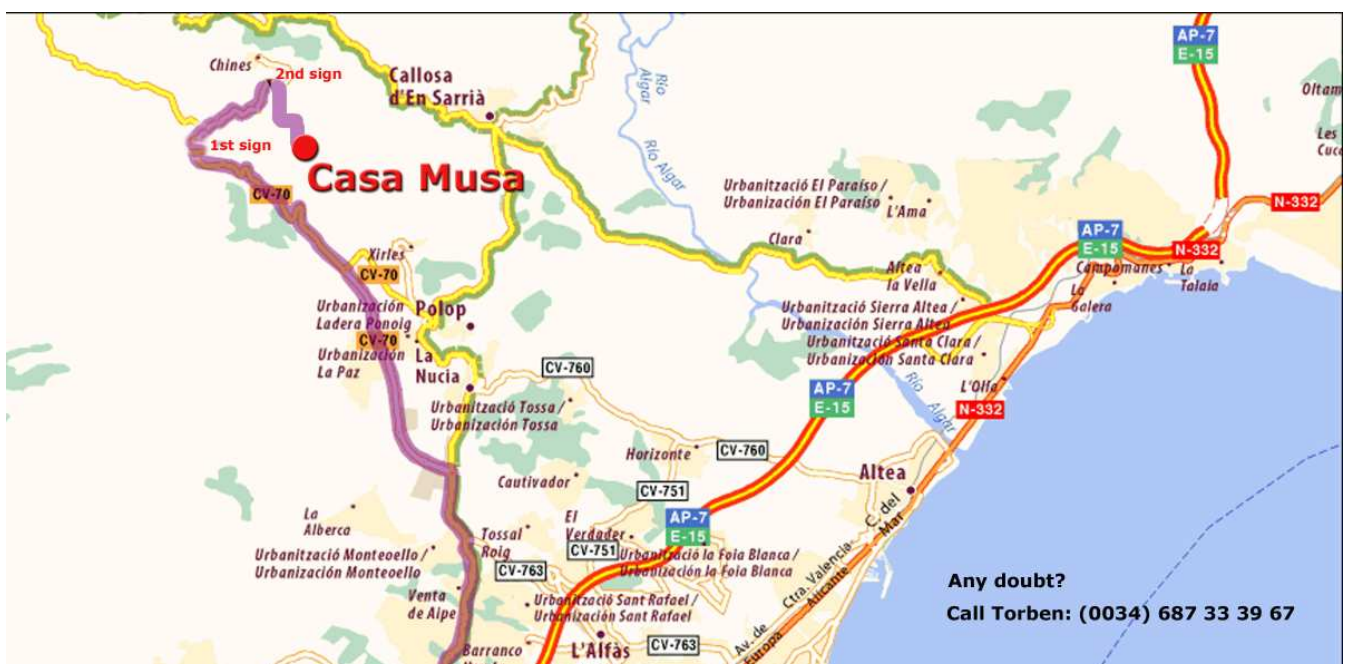 AP-7
E-15
Chines
2nd sign
Callosa
d'En Sarrià
Río
Algar
Oltam
Les
Cuca
1st sign
Casa Musa
Río Algar
CV-70
Urbanització El Paraíso /
Urbanización El Paraíso
L'Ama
N-332
Río Algar
Clara
AP-7
E-15
N-332
Xirles
CV-70
Altea
la Vella
Campomanes
La
Talaia
La
Galera
Urbanización
Ladera Ponoig
Polop
Urbanització Sierra Altea /
Urbanización Sierra Altea
Urbanització Santa Clara /
Urbanización Santa Clara
CV-70
Urbanización
La Paz
La
Nucia
CV-760
AP-7
E-15
L'Olla
N-332
Río Algar
Urbanització Tossa /
Urbanización Tossa
Horizonte
CV-760
Cautivador
CV-751
Altea
La
Alberca
El
Verdader
AP-7
E-15
C. del
Mar
Tossal
Roig
CV-751
Urbanització la Foia Blanca /
Urbanización la Foia Blanca
Urbanització Monteoello /
Urbanización Monteoello
CV-763
Ctra. Valencia-
Alicante
Venta
de Aipe
Urbanització Sant Rafael /
Urbanización Sant Rafael
Any doubt?
Call Torben: (0034) 687 33 39 67
Barranco
L'Alfàs
CV-763
Av. de
Europa